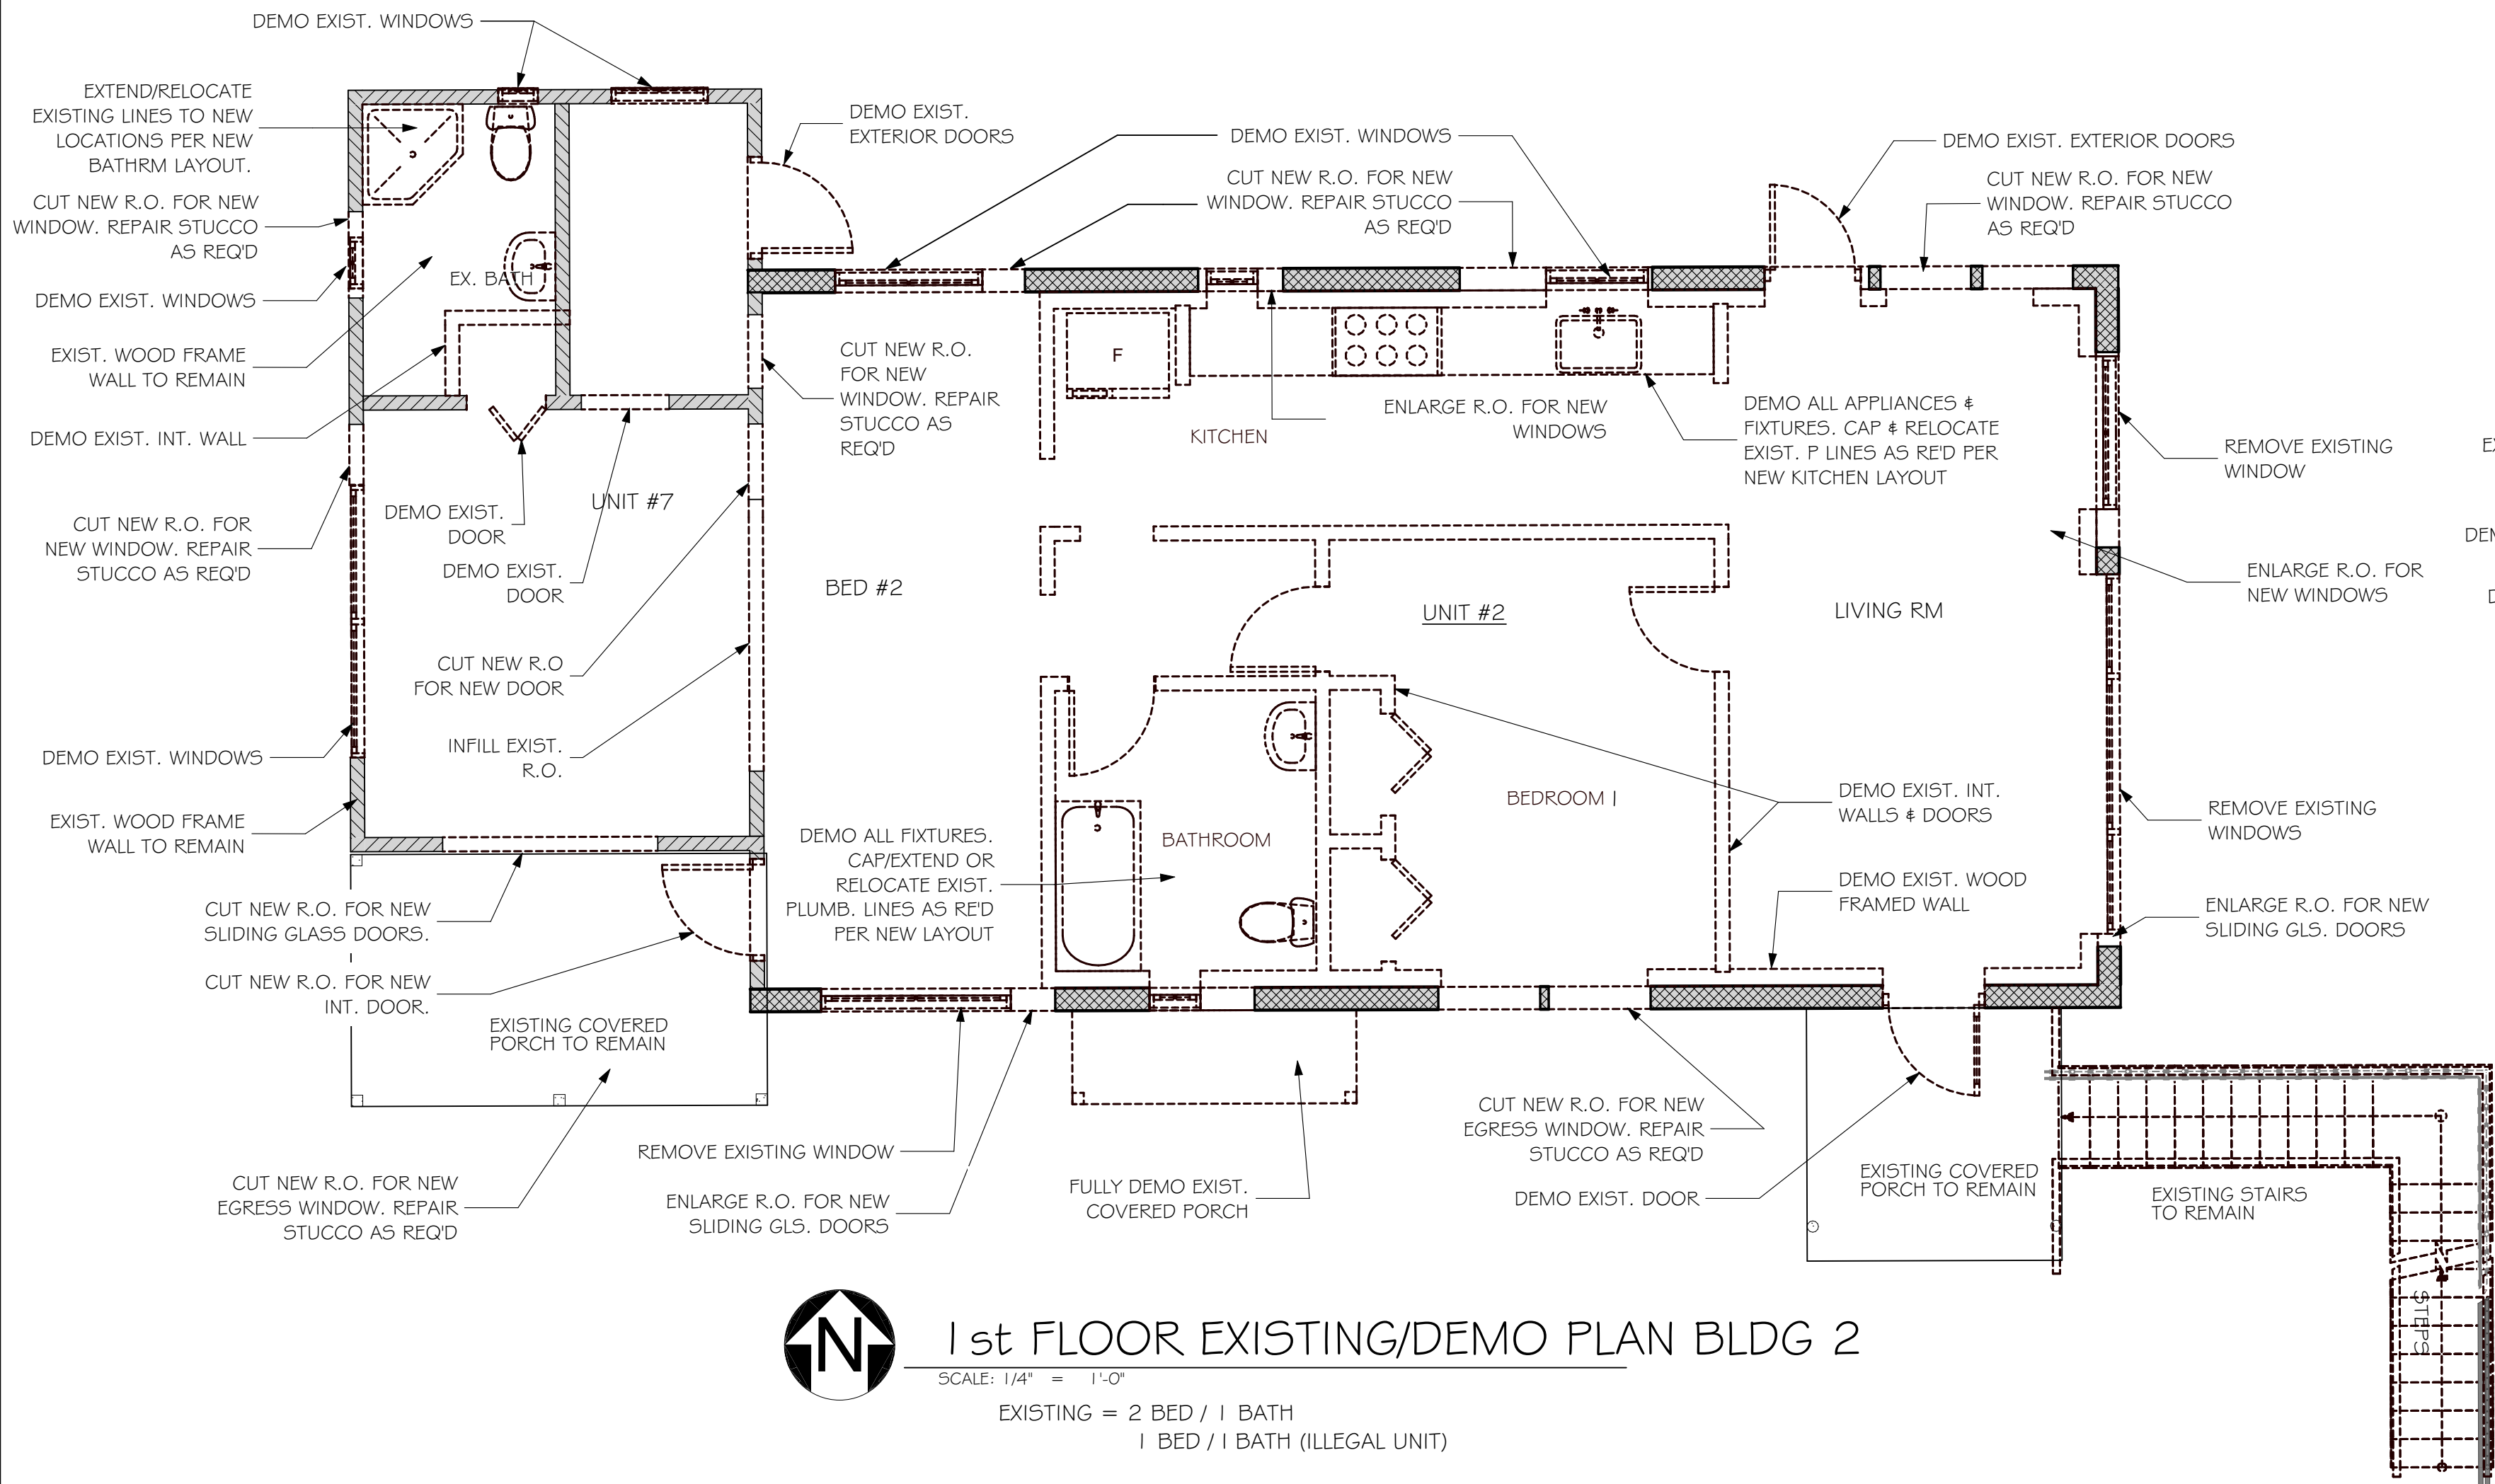 DEMO EXIST. WINDOWS
EXTEND/RELOCATE
EXISTING LINES TO NEW
LOCATIONS PER NEW
BATHRM LAYOUT.
CUT NEW R.O. FOR NEW
WINDOW. REPAIR STUCCO
AS REQ'D
DEMO EXIST. WINDOWS
EXIST. WOOD FRAME
WALL TO REMAIN
DEMO EXIST. INT. WALL
CUT NEW R.O. FOR
NEW WINDOW. REPAIR
STUCCO AS REQ'D
DEMO EXIST. WINDOWS
EXIST. WOOD FRAME
WALL TO REMAIN
EX. BATH
DEMO EXIST.
EXTERIOR DOORS
DEMO EXIST. WINDOWS
CUT NEW R.O. FOR NEW
WINDOW. REPAIR STUCCO
AS REQ'D
DEMO EXIST. EXTERIOR DOORS
CUT NEW R.O. FOR NEW
WINDOW. REPAIR STUCCO
AS REQ'D
CUT NEW R.O.
FOR NEW
WINDOW. REPAIR
STUCCO AS
REQ'D
F
KITCHEN
ENLARGE R.O. FOR NEW
WINDOWS
DEMO ALL APPLIANCES &
FIXTURES. CAP & RELOCATE
EXIST. P LINES AS RE'D PER
NEW KITCHEN LAYOUT
REMOVE EXISTING
WINDOW
UNIT #7
DEMO EXIST.
DOOR
DEMO EXIST.
DOOR
BED #2
UNIT #2
LIVING RM
ENLARGE R.O. FOR
NEW WINDOWS
CUT NEW R.O
FOR NEW DOOR
INFILL EXIST.
R.O.
BEDROOM 1
DEMO EXIST. INT.
WALLS & DOORS
REMOVE EXISTING
WINDOWS
DEMO ALL FIXTURES.
CAP/EXTEND OR
RELOCATE EXIST.
PLUMB. LINES AS RE'D
PER NEW LAYOUT
BATHROOM
DEMO EXIST. WOOD
FRAMED WALL
ENLARGE R.O. FOR NEW
SLIDING GLS. DOORS
CUT NEW R.O. FOR NEW
SLIDING GLASS DOORS.
CUT NEW R.O. FOR NEW
INT. DOOR.
EXISTING COVERED
PORCH TO REMAIN
CUT NEW R.O. FOR NEW
EGRESS WINDOW. REPAIR
STUCCO AS REQ'D
REMOVE EXISTING WINDOW
ENLARGE R.O. FOR NEW
SLIDING GLS. DOORS
FULLY DEMO EXIST.
COVERED PORCH
CUT NEW R.O. FOR NEW
EGRESS WINDOW. REPAIR
STUCCO AS REQ'D
DEMO EXIST. DOOR
EXISTING COVERED
PORCH TO REMAIN
EXISTING STAIRS
TO REMAIN
STEPS
N
1st FLOOR EXISTING/DEMO PLAN BLDG 2
SCALE: 1/4" = 1'-0"
EXISTING = 2 BED / 1 BATH
1 BED / 1 BATH (ILLEGAL UNIT)